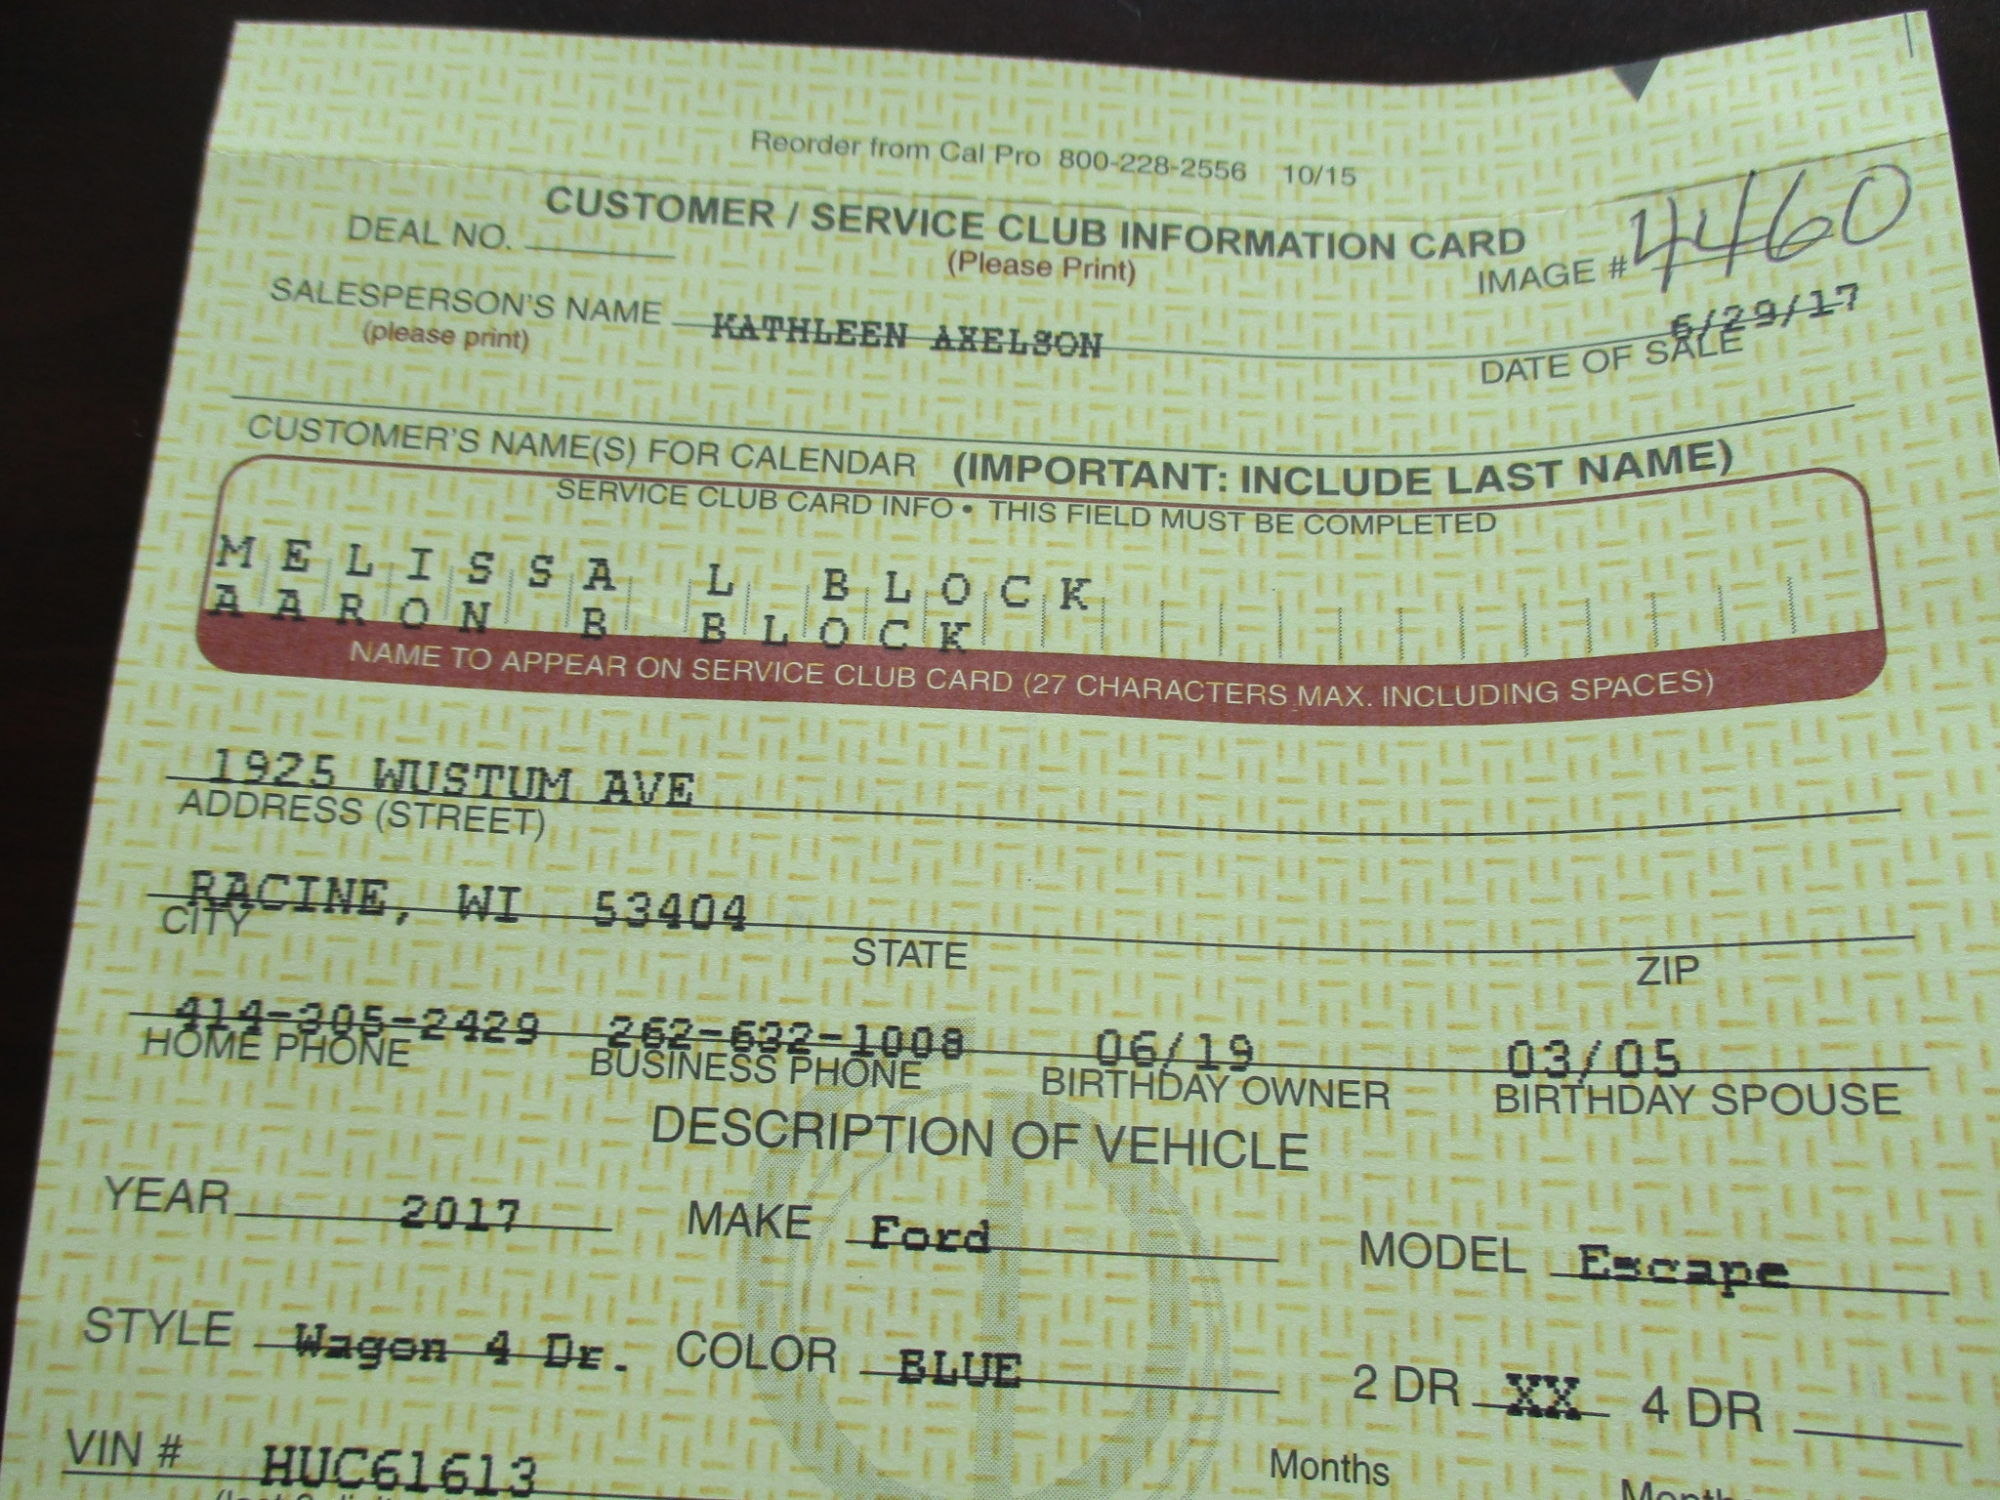 Reorder from Cal Pro 800-228-2556 10/15
CUSTOMER / SERVICE CLUB INFORMATION CARD
DEAL NO.
(Please Print)
IMAGE # 4460
SALESPERSON'S NAME KATHLEEN AXELSON
6/29/17
(please print)
DATE OF SALE
CUSTOMER'S NAME(S) FOR CALENDAR (IMPORTANT: INCLUDE LAST NAME)
SERVICE CLUB CARD INFO • THIS FIELD MUST BE COMPLETED
MELISSA L BLOCK
AARON B BLOCK
NAME TO APPEAR ON SERVICE CLUB CARD (27 CHARACTERS MAX. INCLUDING SPACES)
1925 WUSTUM AVE
ADDRESS (STREET)
RACINE, WI 53404
CITY STATE ZIP
414-305-2429 262-632-1008 06/19 03/05
HOME PHONE BUSINESS PHONE BIRTHDAY OWNER BIRTHDAY SPOUSE
DESCRIPTION OF VEHICLE
YEAR 2017 MAKE Ford MODEL Escape
STYLE Wagon 4 Dr. COLOR BLUE 2 DR XX 4 DR
VIN # HUC61613 Months